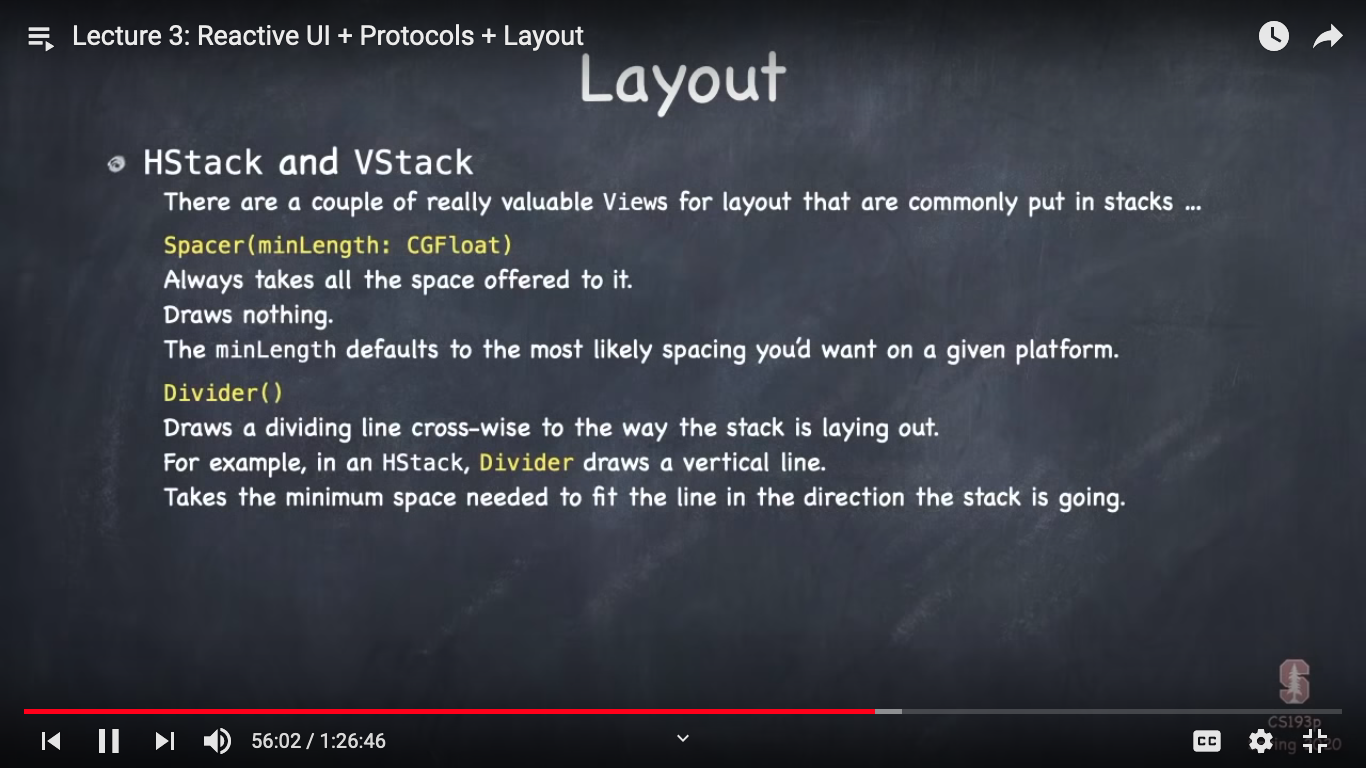 Lecture 3: Reactive UI + Protocols + Layout
Layout
HStack and VStack
There are a couple of really valuable Views for layout that are commonly put in stacks ...
Spacer(minLength: CGFloat)
Always takes all the space offered to it.
Draws nothing.
The minLength defaults to the most likely spacing you'd want on a given platform.
Divider()
Draws a dividing line cross-wise to the way the stack is laying out.
For example, in an HStack, Divider draws a vertical line.
Takes the minimum space needed to fit the line in the direction the stack is going.
S
CS193p
56:02 / 1:26:46
CC